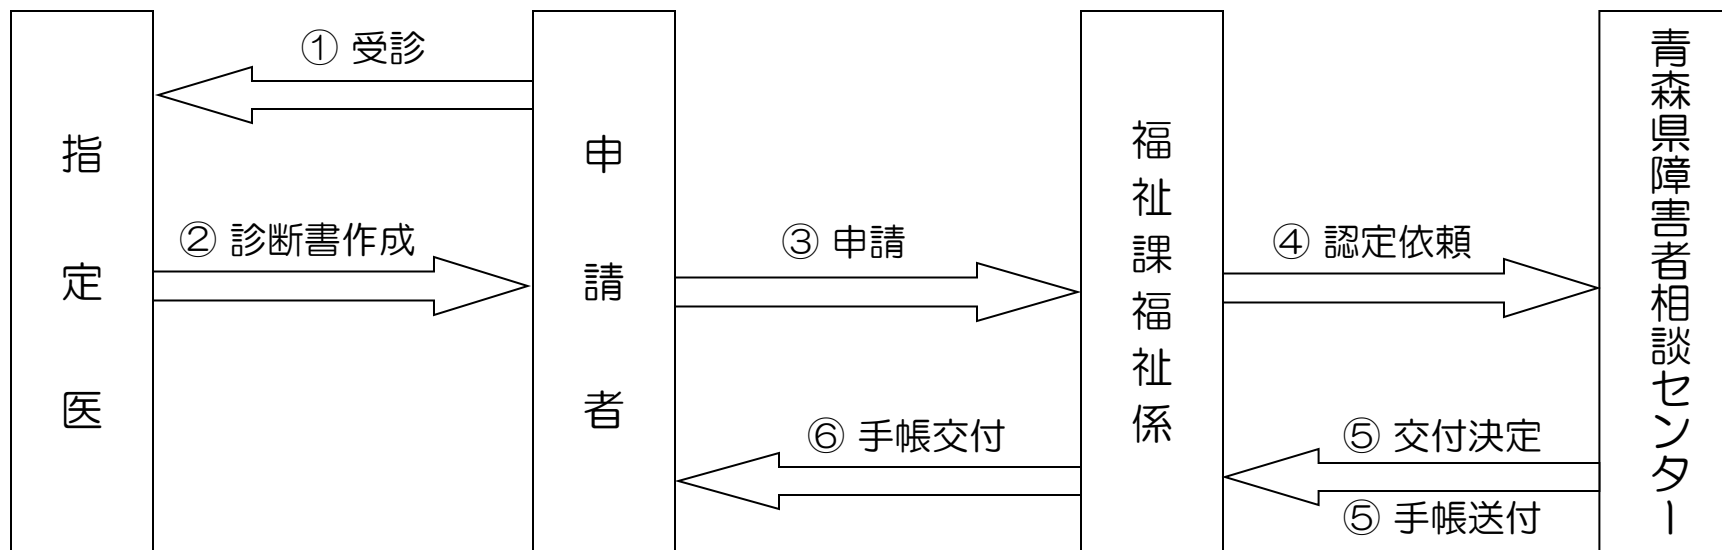 指定医
① 受診
② 診断書作成
申請者
③ 申請
⑥ 手帳交付
福祉課福祉係
④ 認定依頼
⑤ 交付決定
⑤ 手帳送付
青森県障害者相談センター